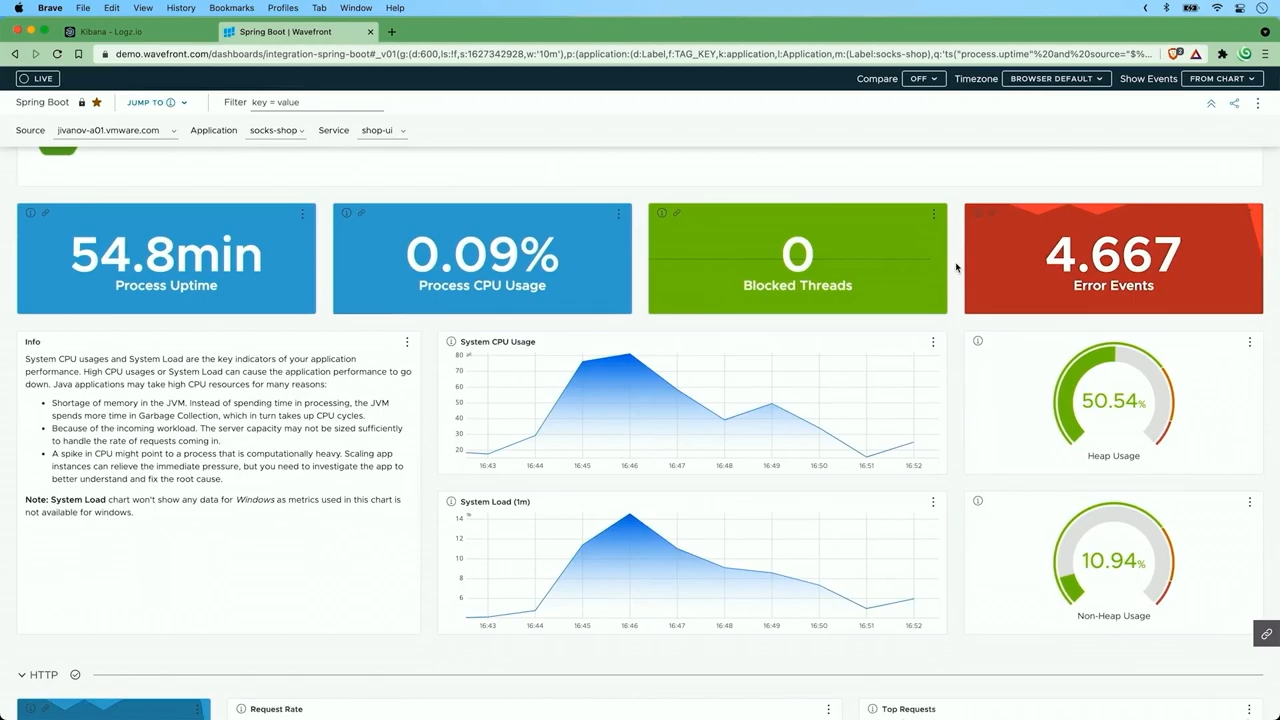 Brave File Edit View History Bookmarks Profiles Tab Window Help
Kibana - Logz.io
Spring Boot | Wavefront
demo.wavefront.com/dashboards/integration-spring-boot#_v01(g:(d:600,ls:!f,s:1627342928,w:'10m'),p:(application:(d:Label,f:TAG_KEY,k:application,l:Application,m:(Label:socks-shop),q:'ts("process.uptime"%20and%20source="$%...
LIVE
Compare OFF Timezone BROWSER DEFAULT Show Events FROM CHART
Spring Boot JUMP TO Filter key = value
Source jivanov-a01.vmware.com Application socks-shop Service shop-ui
54.8min
Process Uptime
0.09%
Process CPU Usage
0
Blocked Threads
4.667
Error Events
Info
System CPU usages and System Load are the key indicators of your application
performance. High CPU usages or System Load can cause the application performance to go
down. Java applications may take high CPU resources for many reasons:
• Shortage of memory in the JVM. Instead of spending time in processing, the JVM
spends more time in Garbage Collection, which in turn takes up CPU cycles.
• Because of the incoming workload. The server capacity may not be sized sufficiently
to handle the rate of requests coming in.
• A spike in CPU might point to a process that is computationally heavy. Scaling app
instances can relieve the immediate pressure, but you need to investigate the app to
better understand and fix the root cause.
Note: System Load chart won't show any data for Windows as metrics used in this chart is
not available for windows.
System CPU Usage
80 %
70
60
50
40
30
20
16:43 16:44 16:45 16:46 16:47 16:48 16:49 16:50 16:51 16:52
50.54%
Heap Usage
System Load (1m)
14 %
12
10
8
6
16:43 16:44 16:45 16:46 16:47 16:48 16:49 16:50 16:51 16:52
10.94%
Non-Heap Usage
HTTP
Request Rate
Top Requests